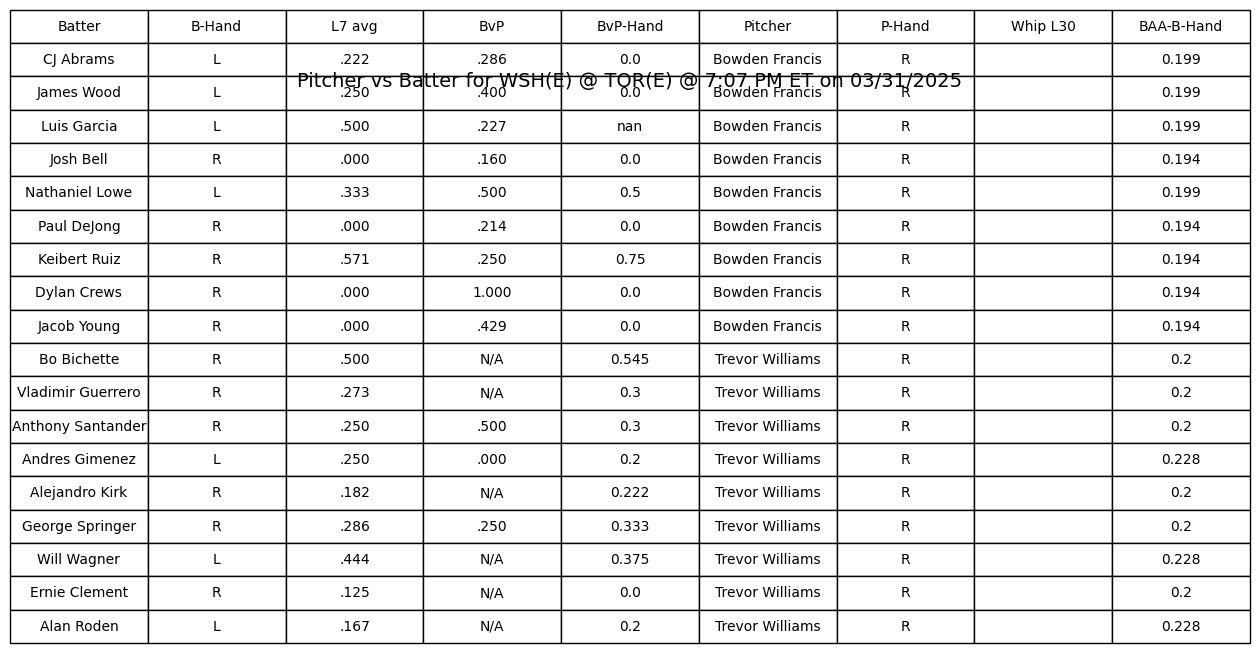 Batter B-Hand L7 avg BvP BvP-Hand Pitcher P-Hand Whip L30 BAA-B-Hand
CJ Abrams L .222 .286 0.0 Bowden Francis R 0.199
Pitcher vs Batter for WSH(E) @ TOR(E) @ 7:07 PM ET on 03/31/2025
James Wood L .250 .400 0.0 Bowden Francis R 0.199
Luis Garcia L .500 .227 nan Bowden Francis R 0.199
Josh Bell R .000 .160 0.0 Bowden Francis R 0.194
Nathaniel Lowe L .333 .500 0.5 Bowden Francis R 0.199
Paul DeJong R .000 .214 0.0 Bowden Francis R 0.194
Keibert Ruiz R .571 .250 0.75 Bowden Francis R 0.194
Dylan Crews R .000 1.000 0.0 Bowden Francis R 0.194
Jacob Young R .000 .429 0.0 Bowden Francis R 0.194
Bo Bichette R .500 N/A 0.545 Trevor Williams R 0.2
Vladimir Guerrero R .273 N/A 0.3 Trevor Williams R 0.2
Anthony Santander R .250 .500 0.3 Trevor Williams R 0.2
Andres Gimenez L .250 .000 0.2 Trevor Williams R 0.228
Alejandro Kirk R .182 N/A 0.222 Trevor Williams R 0.2
George Springer R .286 .250 0.333 Trevor Williams R 0.2
Will Wagner L .444 N/A 0.375 Trevor Williams R 0.228
Ernie Clement R .125 N/A 0.0 Trevor Williams R 0.2
Alan Roden L .167 N/A 0.2 Trevor Williams R 0.228